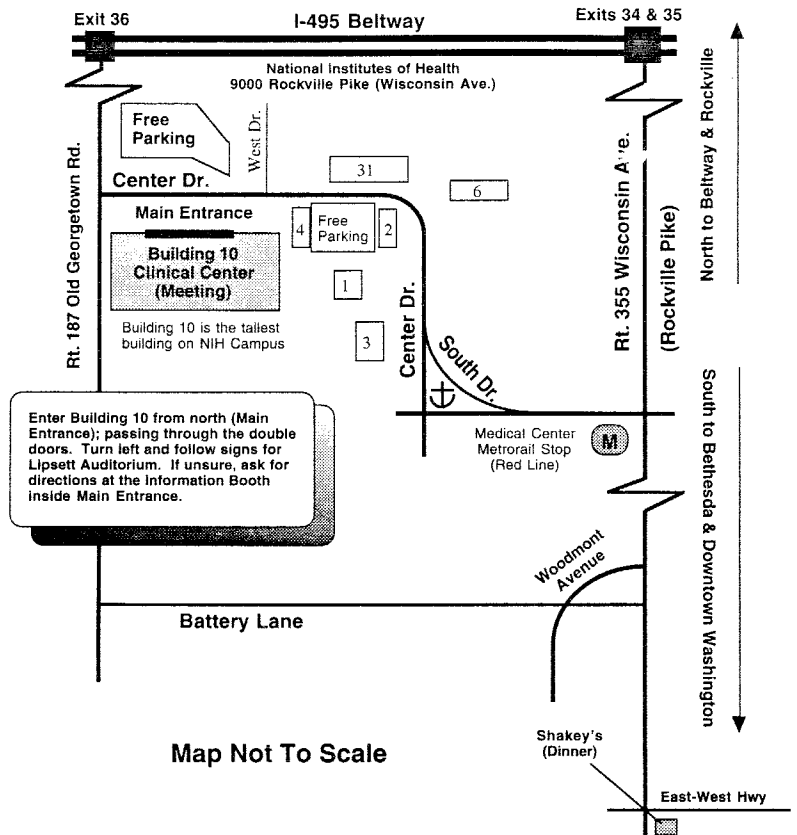 Exit 36
I-495 Beltway
Exits 34 & 35
National Institutes of Health
9000 Rockville Pike (Wisconsin Ave.)
North to Beltway & Rockville
Free
Parking
West Dr.
31
6
Center Dr.
Main Entrance
4
Free
Parking
2
Building 10
Clinical Center
(Meeting)
1
Rt. 187 Old Georgetown Rd.
Rt. 355 Wisconsin Ave.
(Rockville Pike)
Building 10 is the tallest
building on NIH Campus
3
Center Dr.
South Dr.
Enter Building 10 from north (Main
Entrance); passing through the double
doors. Turn left and follow signs for
Lipsett Auditorium. If unsure, ask for
directions at the Information Booth
inside Main Entrance.
Medical Center
Metrorail Stop
(Red Line)
M
South to Bethesda & Downtown Washington
Woodmont
Avenue
Battery Lane
Map Not To Scale
Shakey's
(Dinner)
East-West Hwy